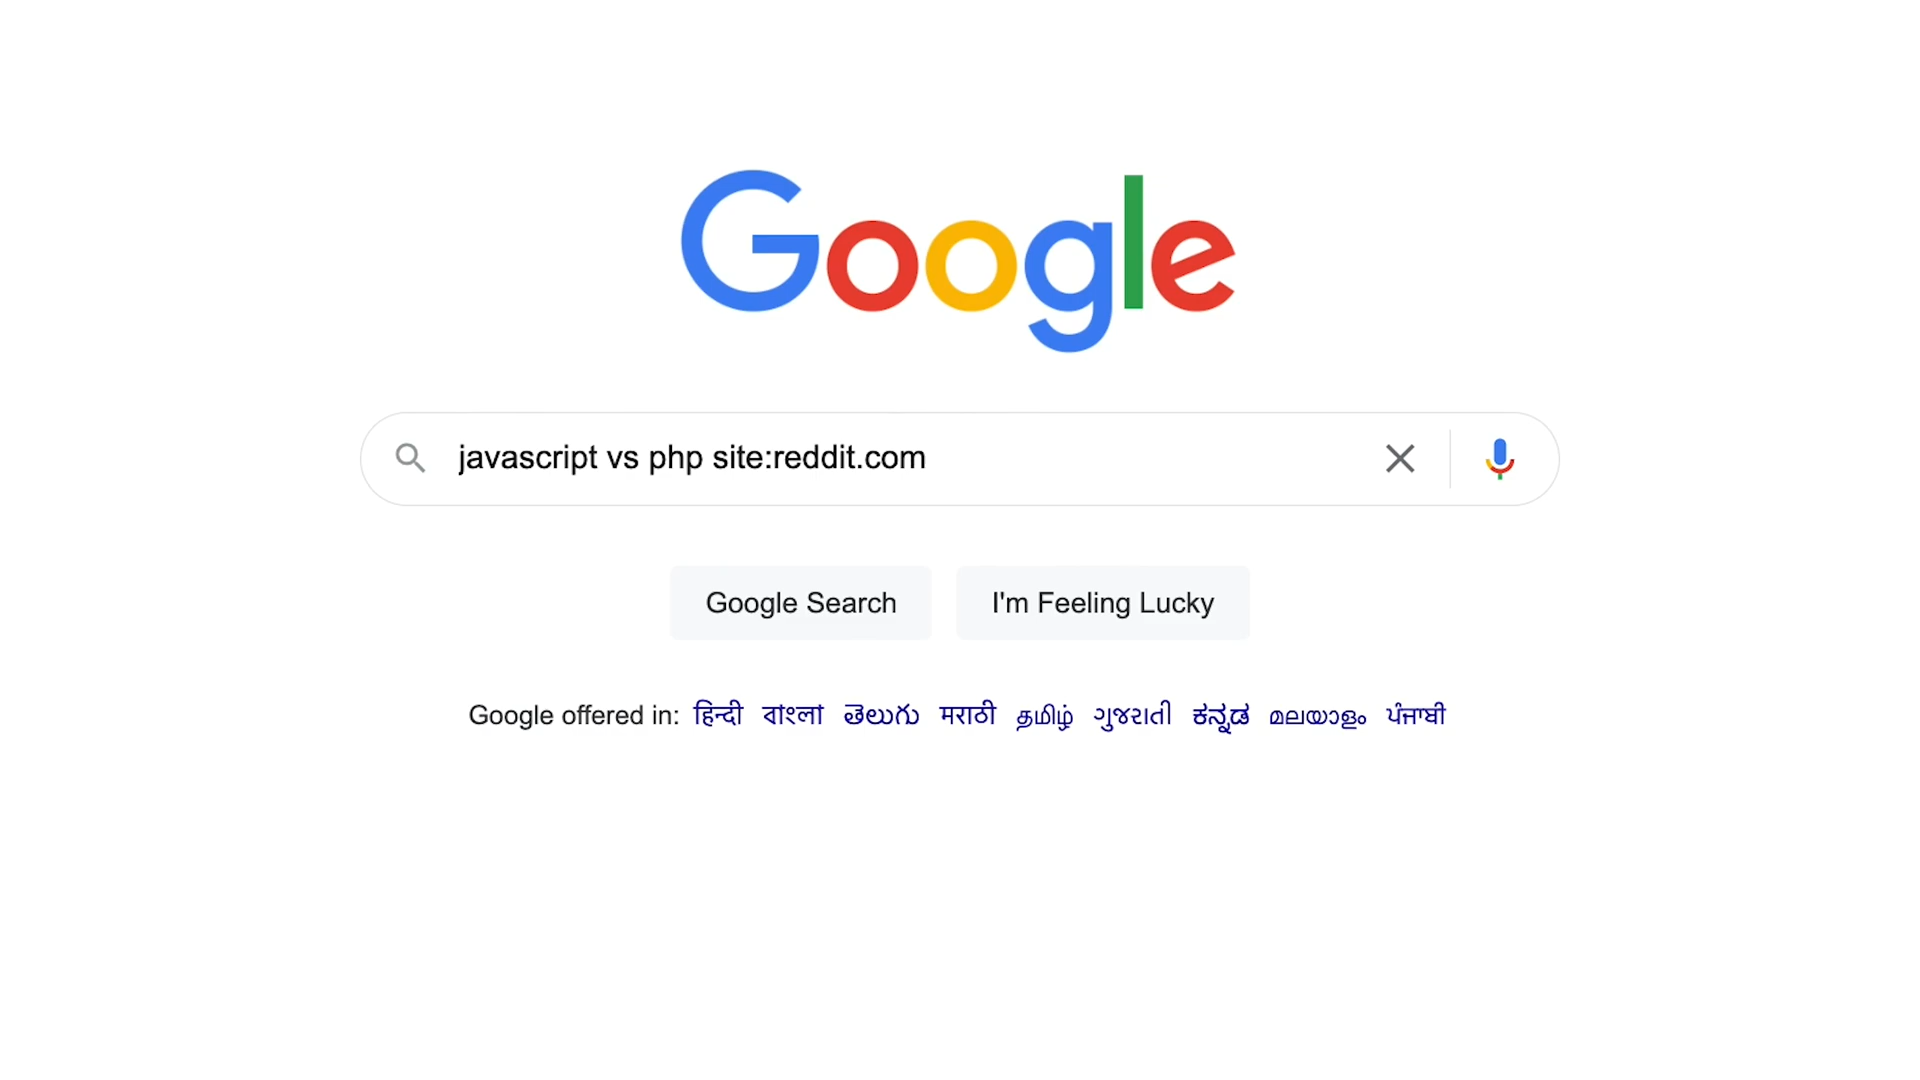 Google
javascript vs php site:reddit.com
Google Search
I'm Feeling Lucky
Google offered in: हिन्दी বাংলা తెలుగు मराठी தமிழ் ગુજરાતી ಕನ್ನಡ മലയാളം ਪੰਜਾਬੀ